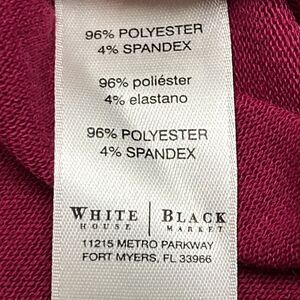 96% POLYESTER
4% SPANDEX
96% poliéster
4% elastano
96% POLYESTER
4% SPANDEX
WHITE | BLACK
HOUSE | MARKET
11215 METRO PARKWAY
FORT MYERS, FL 33966